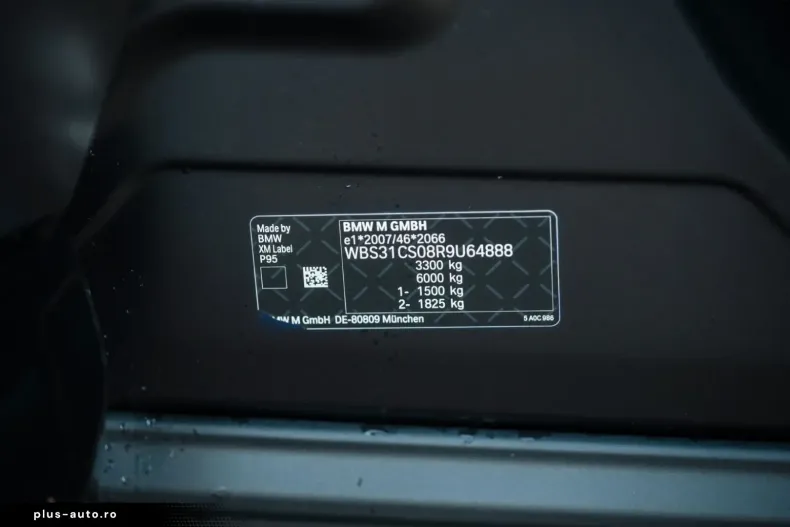 Made by
BMW
XM Label
P95
BMW M GMBH
e1*2007/46*2066
WBS31CS08R9U64888
3300 kg
6000 kg
1- 1500 kg
2- 1825 kg
M GmbH DE-80809 München
5 A0C 986
plus-auto.ro